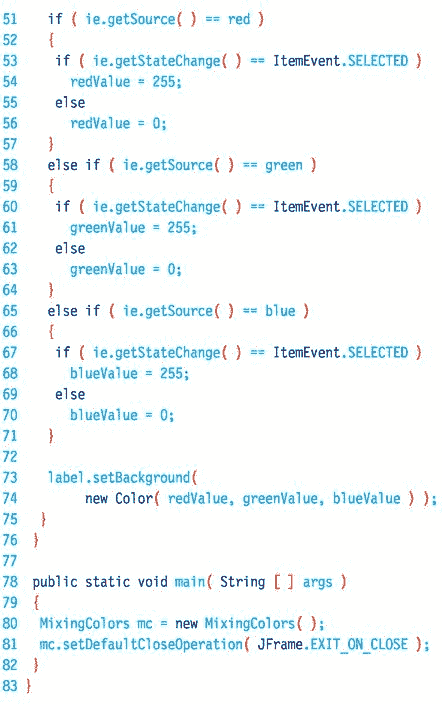 51 if ( ie.getSource( ) == red )
52 {
53 if ( ie.getStateChange( ) == ItemEvent.SELECTED )
54 redValue = 255;
55 else
56 redValue = 0;
57 }
58 else if ( ie.getSource( ) == green )
59 {
60 if ( ie.getStateChange( ) == ItemEvent.SELECTED )
61 greenValue = 255;
62 else
63 greenValue = 0;
64 }
65 else if ( ie.getSource( ) == blue )
66 {
67 if ( ie.getStateChange( ) == ItemEvent.SELECTED )
68 blueValue = 255;
69 else
70 blueValue = 0;
71 }
72
73 label.setBackground(
74 new Color( redValue, greenValue, blueValue ) );
75 }
76 }
77
78 public static void main( String [ ] args )
79 {
80 MixingColors mc = new MixingColors( );
81 mc.setDefaultCloseOperation( JFrame.EXIT_ON_CLOSE );
82 }
83 }